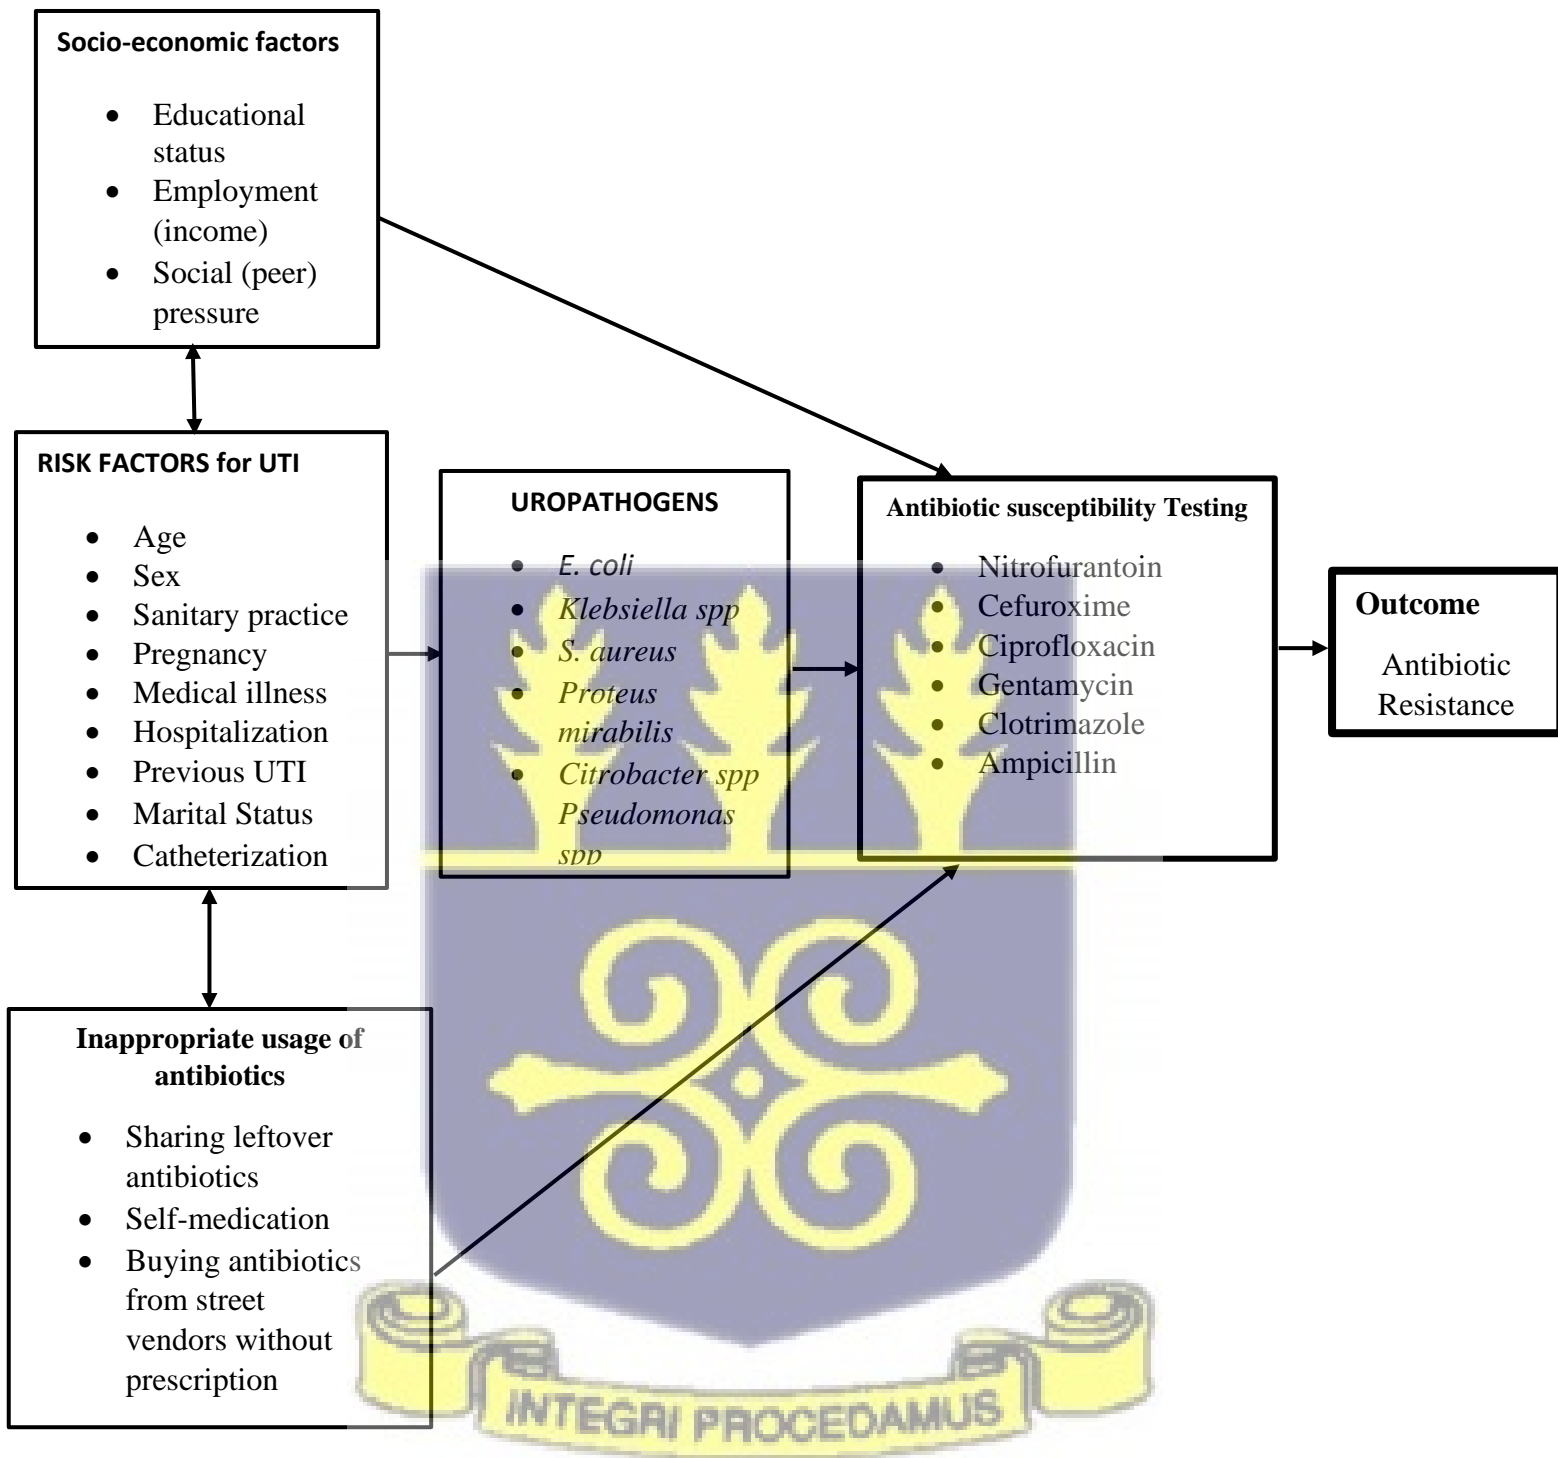 Socio-economic factors
• Educational
status
• Employment
(income)
• Social (peer)
pressure
RISK FACTORS for UTI
• Age
• Sex
• Sanitary practice
• Pregnancy
• Medical illness
• Hospitalization
• Previous UTI
• Marital Status
• Catheterization
Inappropriate usage of
antibiotics
• Sharing leftover
antibiotics
• Self-medication
• Buying antibiotics
from street
vendors without
prescription
UROPATHOGENS
• E. coli
• Klebsiella spp
• S. aureus
• Proteus
mirabilis
• Citrobacter spp
Pseudomonas
spp
Antibiotic susceptibility Testing
• Nitrofurantoin
• Cefuroxime
• Ciprofloxacin
• Gentamycin
• Clotrimazole
• Ampicillin
Outcome
Antibiotic
Resistance
INTEGRI PROCEDAMUS